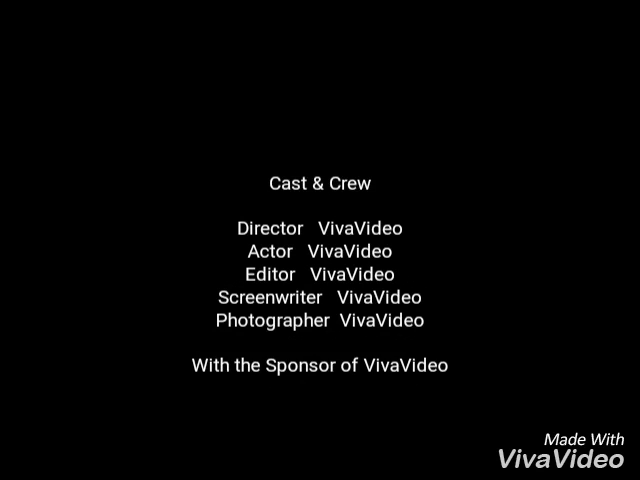 Cast & Crew
Director VivaVideo
Actor VivaVideo
Editor VivaVideo
Screenwriter VivaVideo
Photographer VivaVideo
With the Sponsor of VivaVideo
Made With
VivaVideo